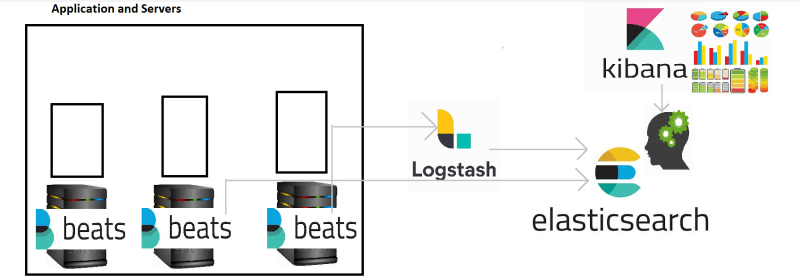 Application and Servers
kibana
Logstash
elasticsearch
beats
beats
beats